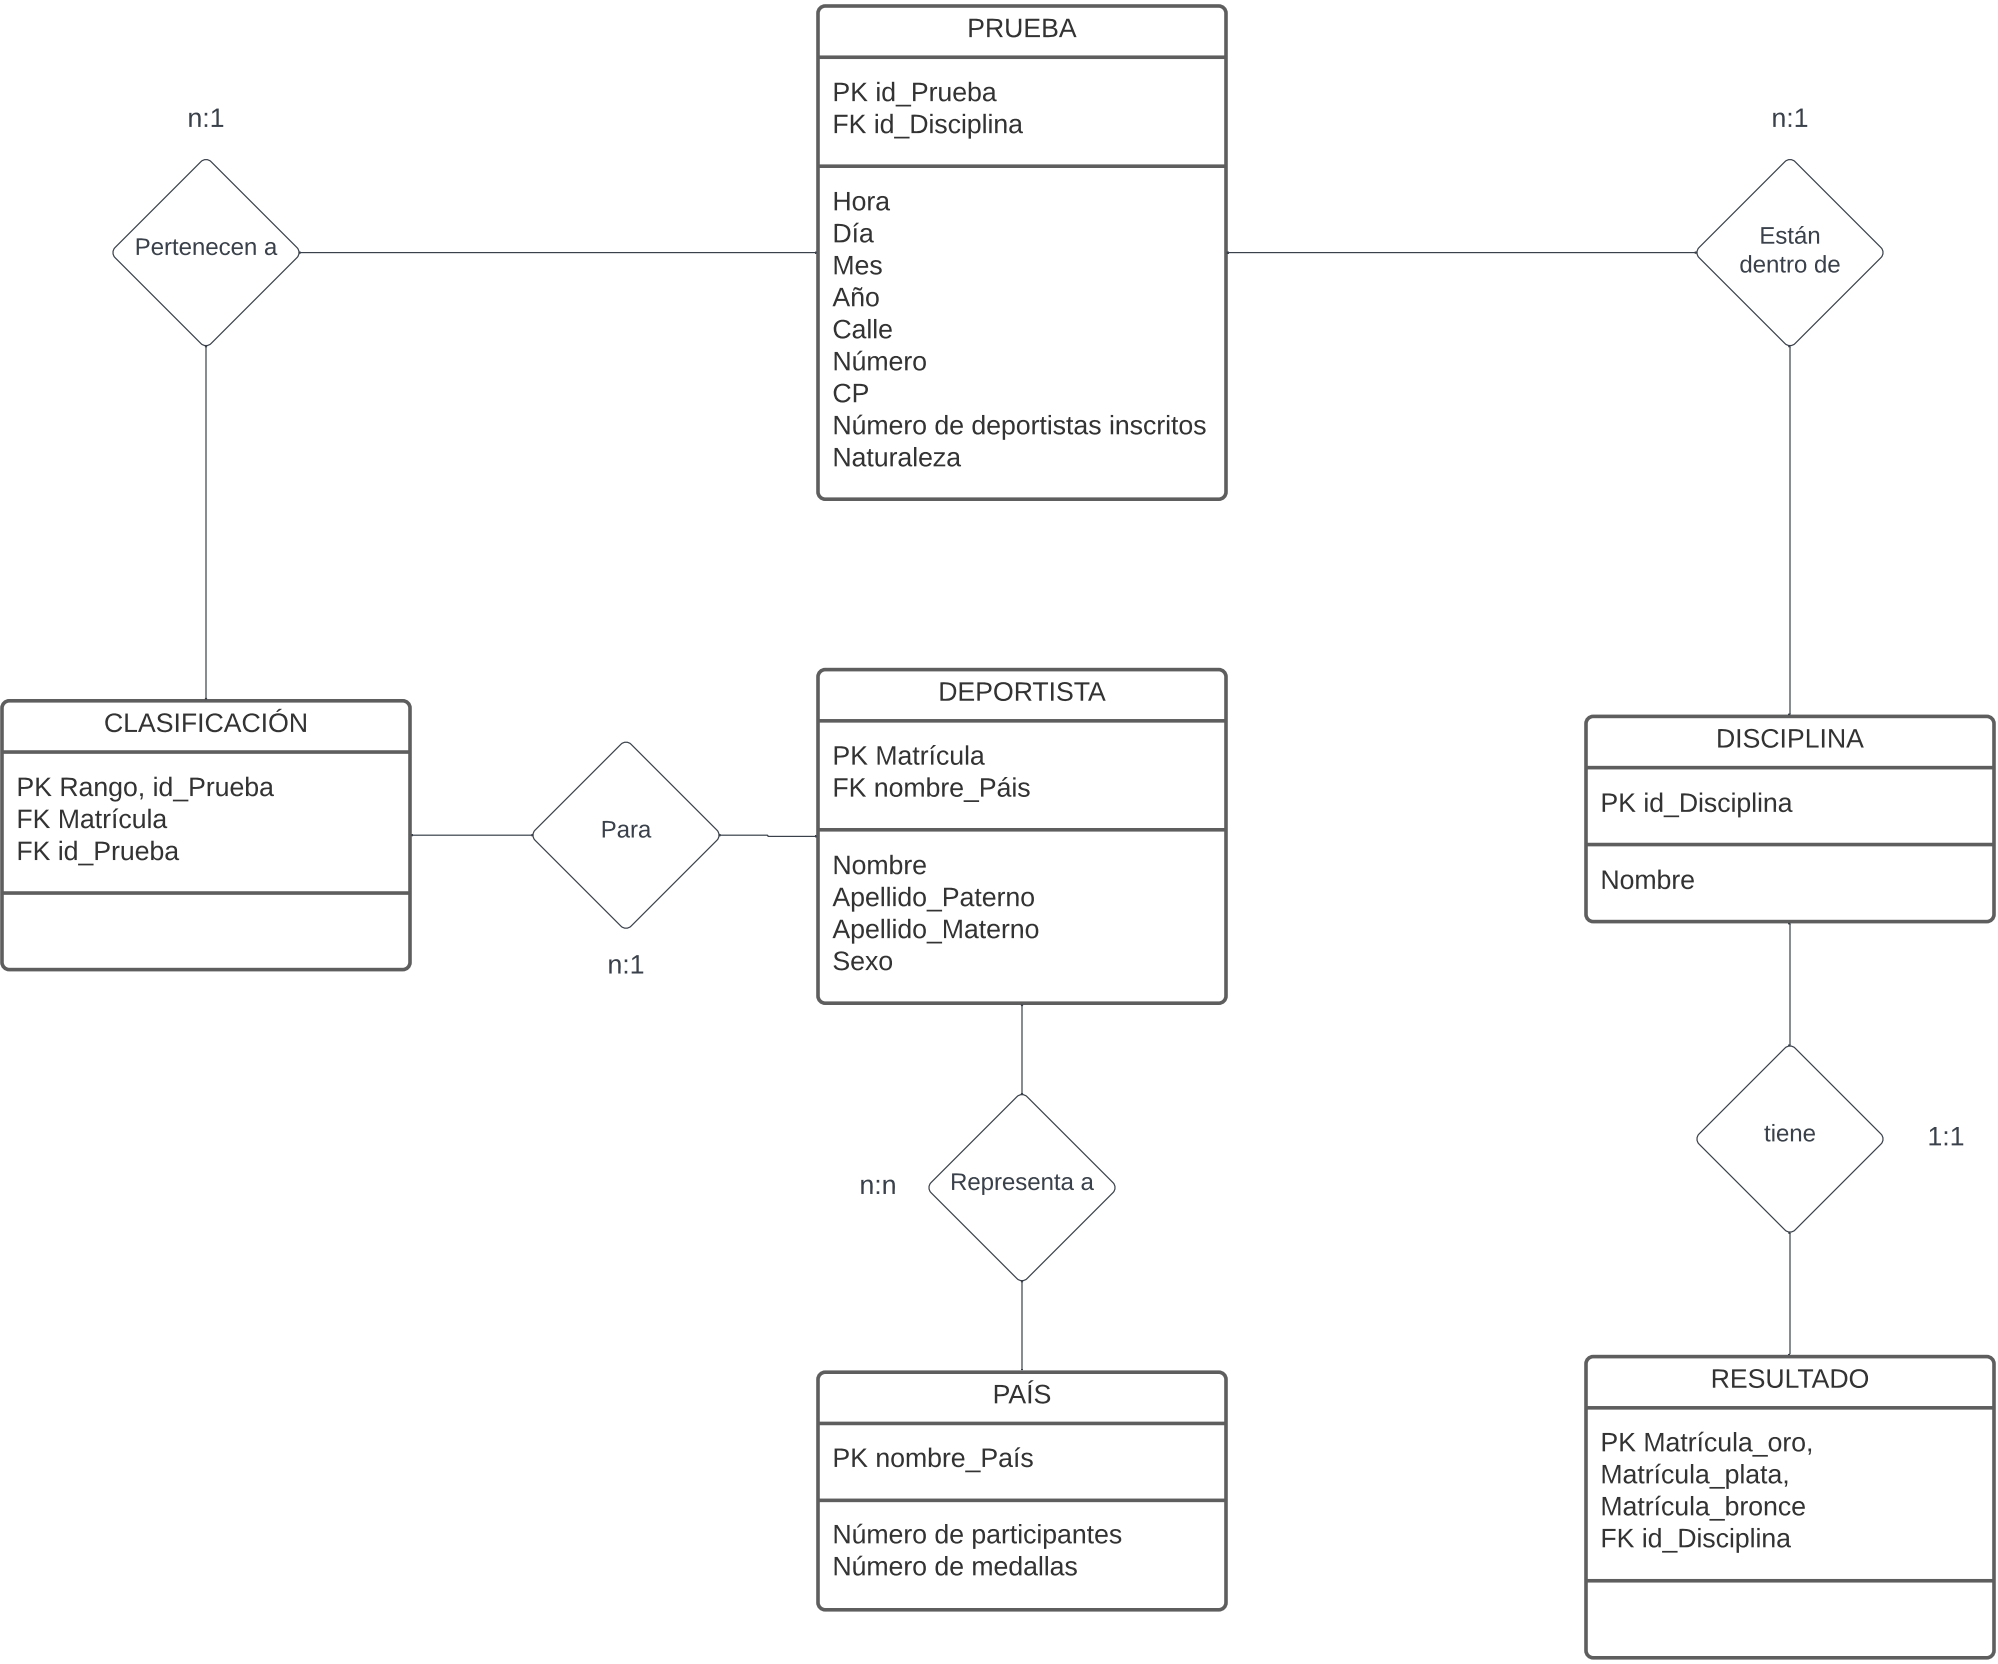 PRUEBA
PK id_Prueba
FK id_Disciplina
Hora
Día
Mes
Año
Calle
Número
CP
Número de deportistas inscritos
Naturaleza
n:1
Pertenecen a
n:1
Están
dentro de
CLASIFICACIÓN
PK Rango, id_Prueba
FK Matrícula
FK id_Prueba
Para
n:1
DEPORTISTA
PK Matrícula
FK nombre_Páis
Nombre
Apellido_Paterno
Apellido_Materno
Sexo
DISCIPLINA
PK id_Disciplina
Nombre
n:n
Representa a
tiene
1:1
PAÍS
PK nombre_País
Número de participantes
Número de medallas
RESULTADO
PK Matrícula_oro,
Matrícula_plata,
Matrícula_bronce
FK id_Disciplina